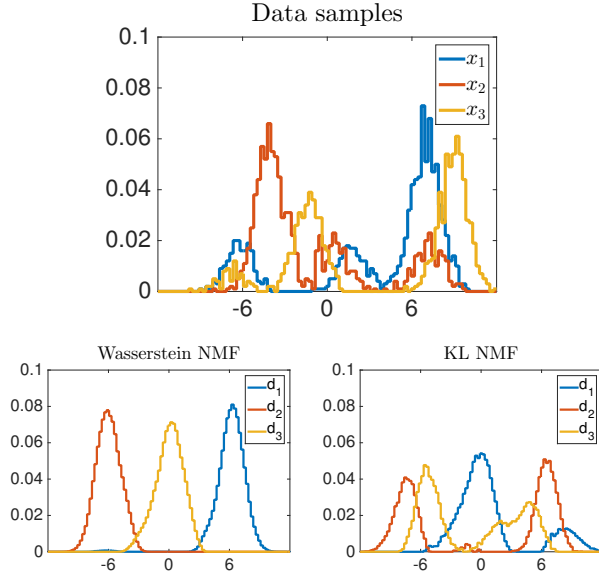 Data samples
0.1
0.08
0.06
0.04
0.02
0
-6 0 6
x₁
x₂
x₃
Wasserstein NMF
0.1
0.08
0.06
0.04
0.02
0
-6 0 6
d₁
d₂
d₃
KL NMF
0.1
0.08
0.06
0.04
0.02
0
-6 0 6
d₁
d₂
d₃